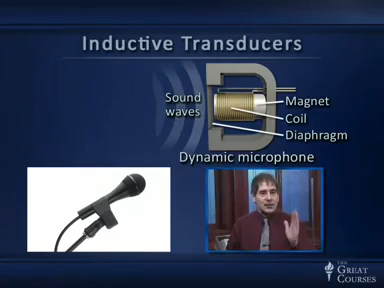 Inductive Transducers
Sound
waves
Magnet
Coil
Diaphragm
Dynamic microphone
THE
GREAT
COURSES